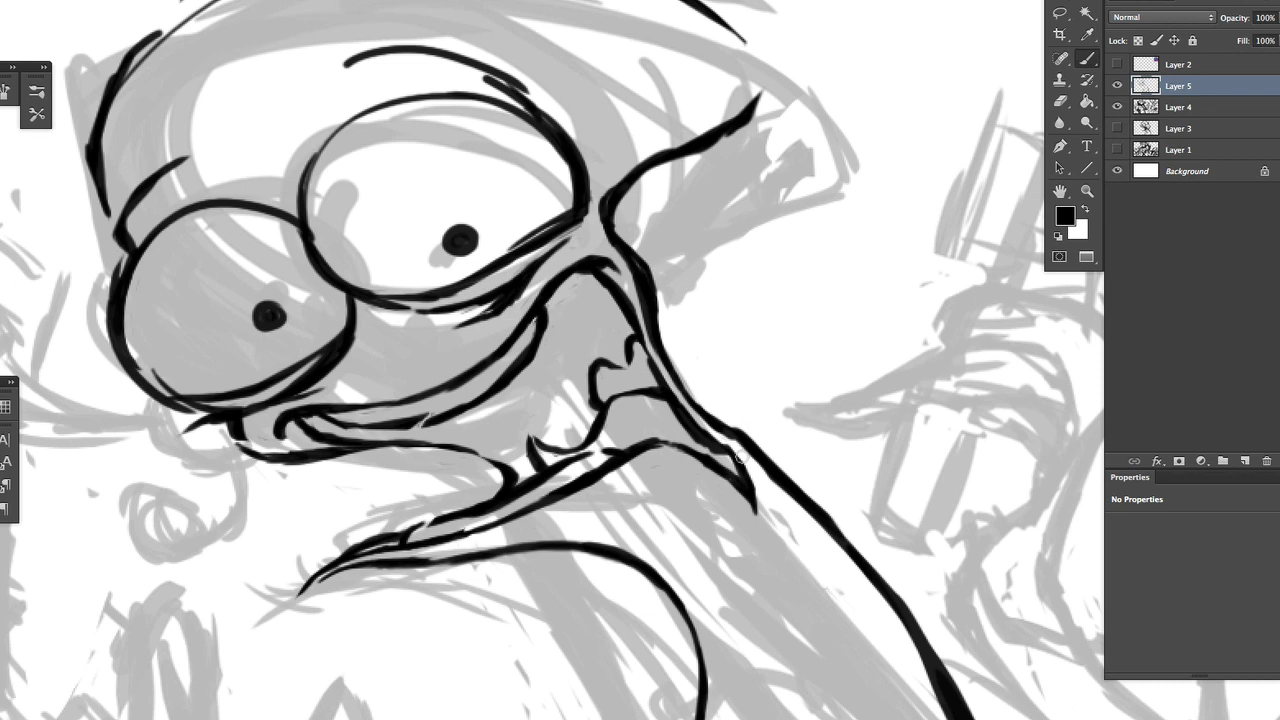 Normal Opacity: 100%
Lock: Fill: 100%
Layer 2
Layer 5
Layer 4
Layer 3
Layer 1
Background
T
A
A
fx
Properties
No Properties